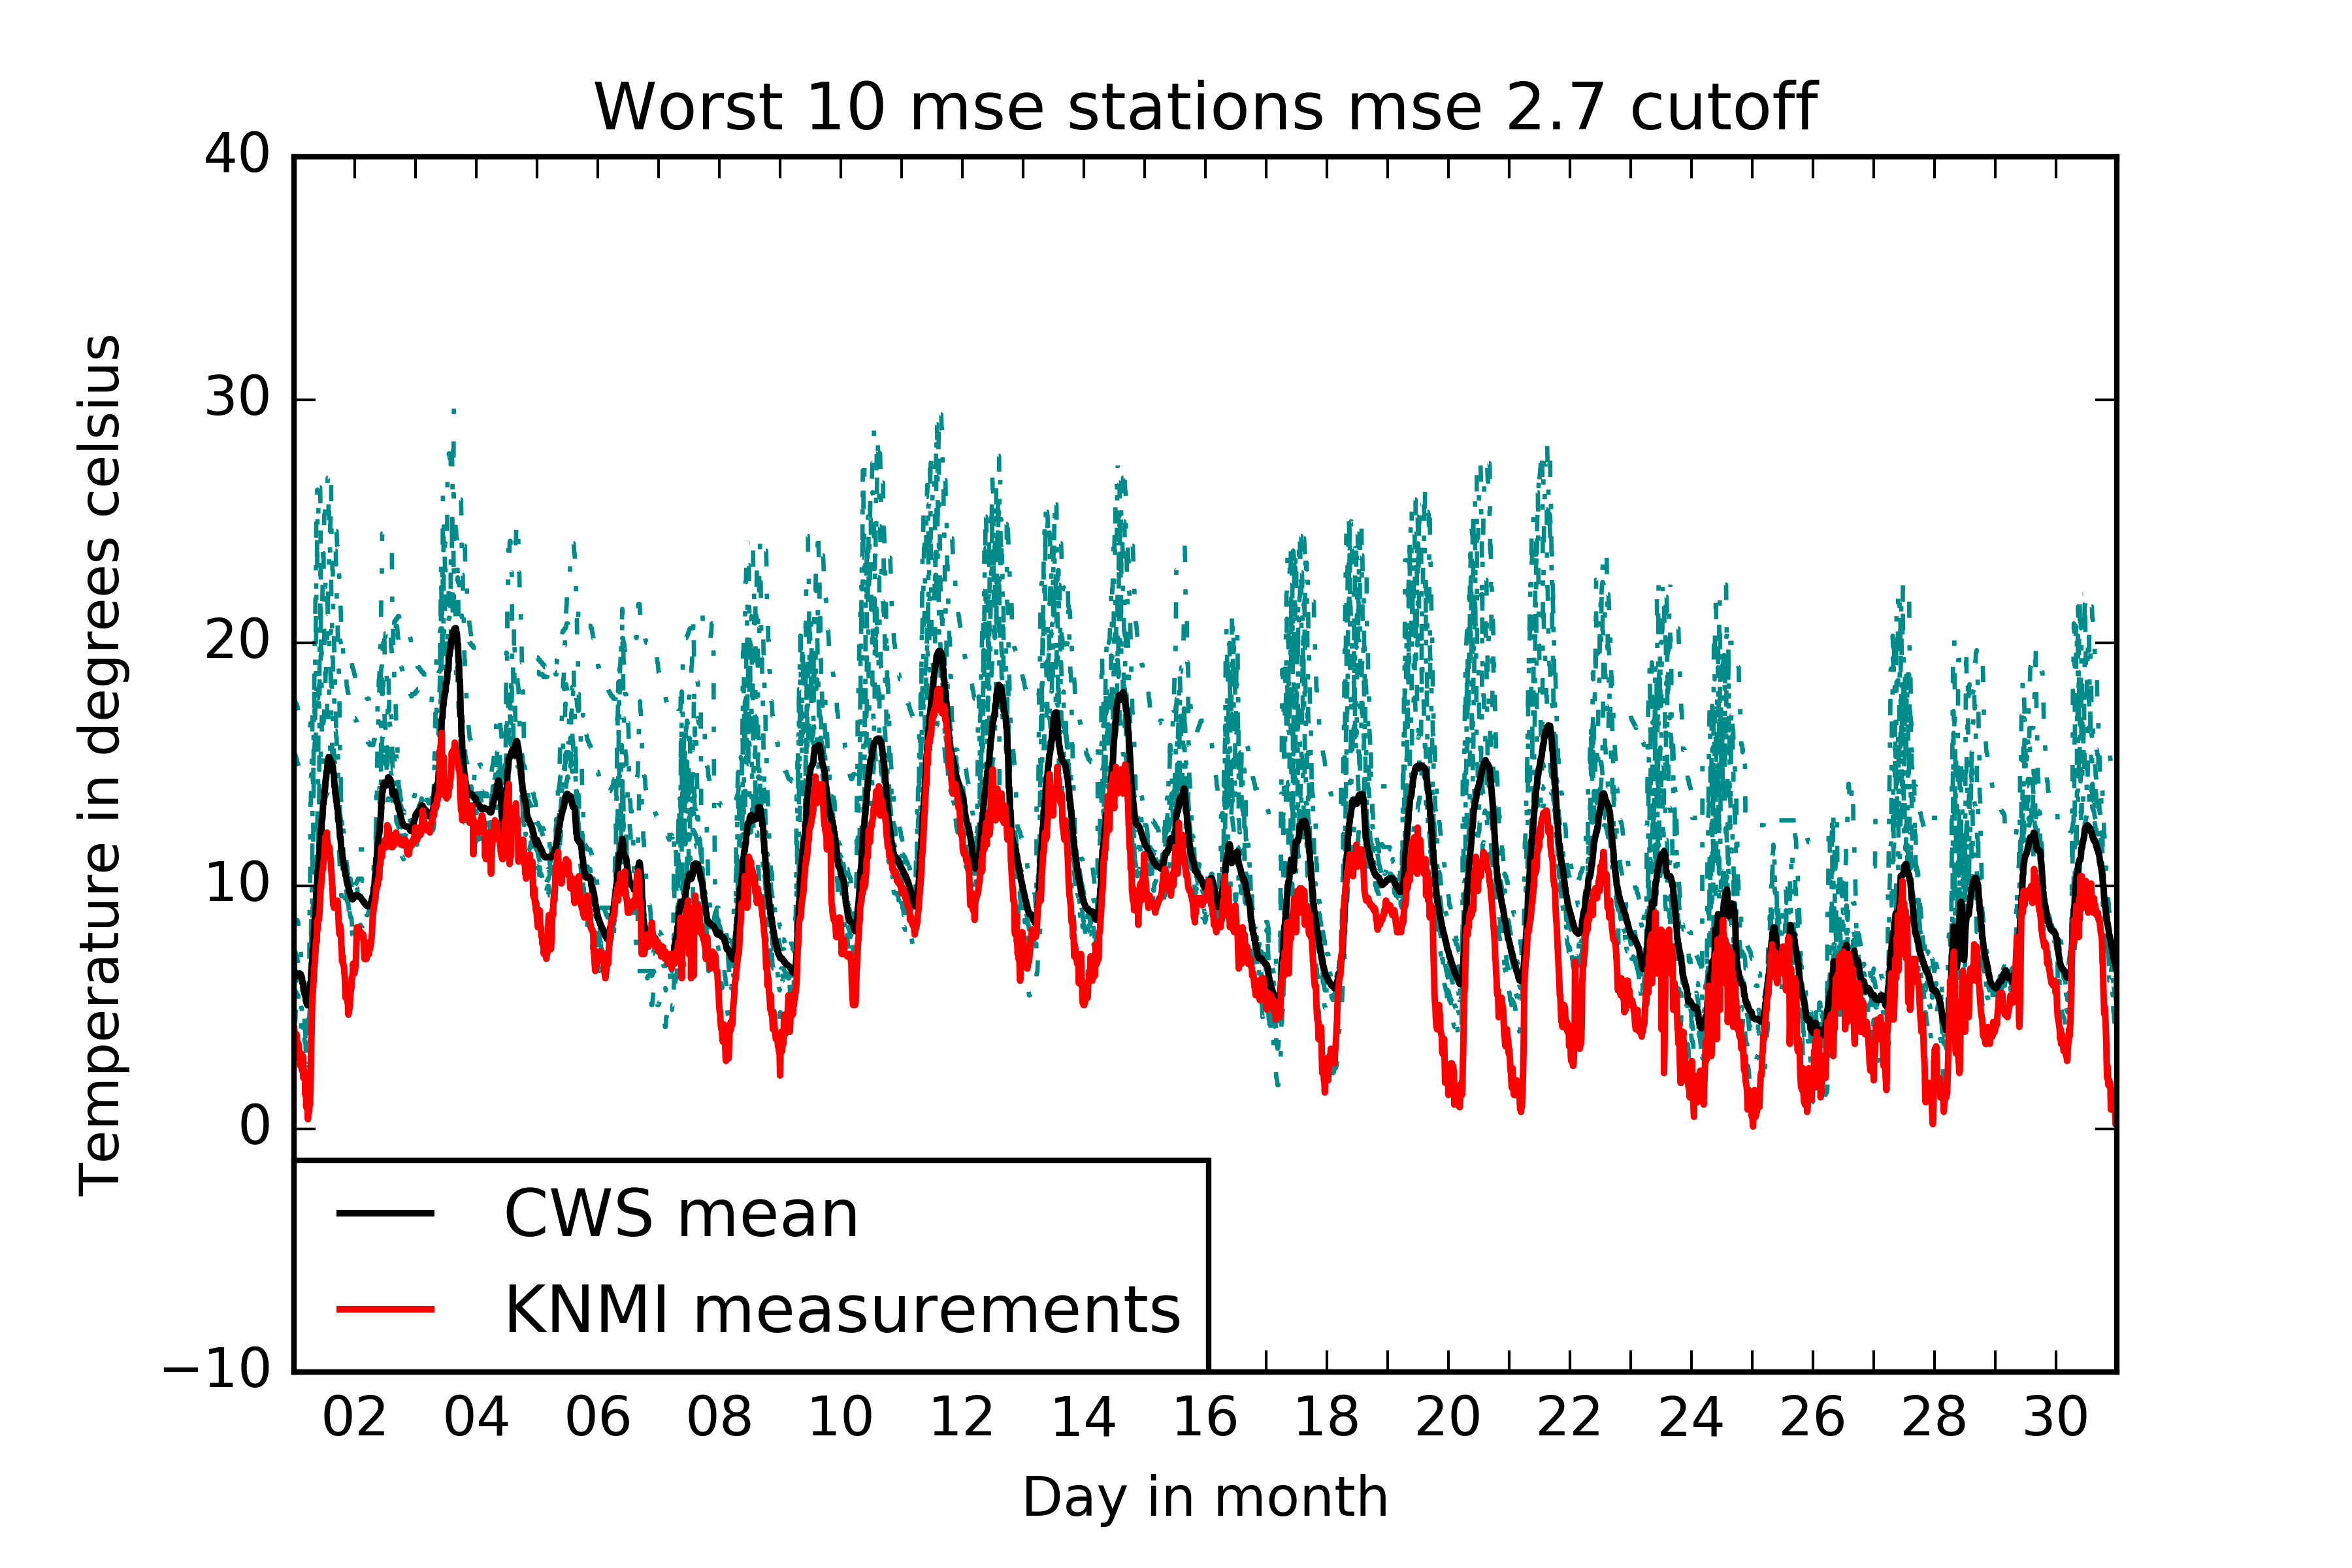 Worst 10 mse stations mse 2.7 cutoff
40
30
20
10
0
−10
Temperature in degrees celsius
CWS mean
KNMI measurements
02 04 06 08 10 12 14 16 18 20 22 24 26 28 30
Day in month